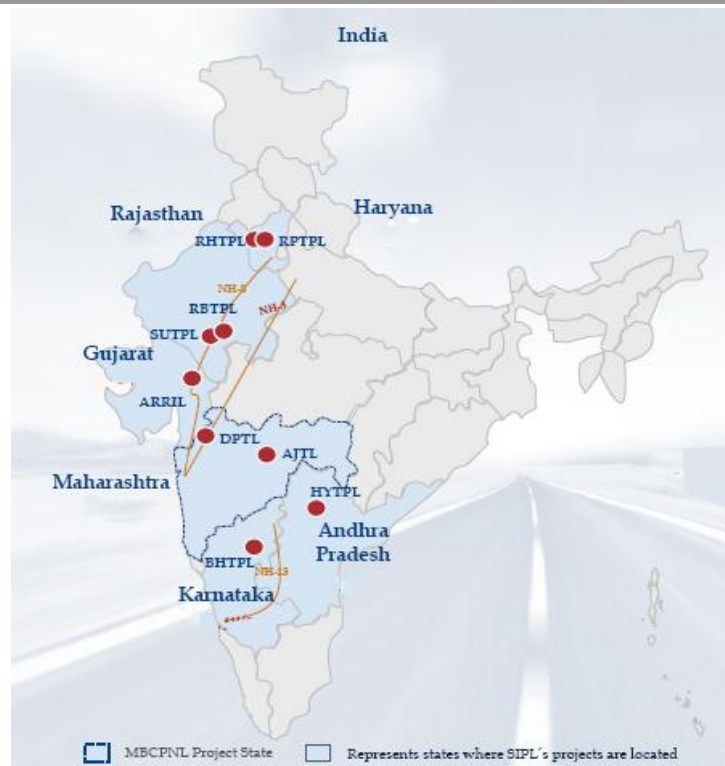 India
Rajasthan
Haryana
RHTPL
RPTPL
NH-8
RBTPL
NH-3
SUTPL
Gujarat
ARRIL
DPTL
AJTL
Maharashtra
HYTPL
Andhra
Pradesh
BHTPL
NH-13
Karnataka
MBCPNL Project State
Represents states where SIPL's projects are located